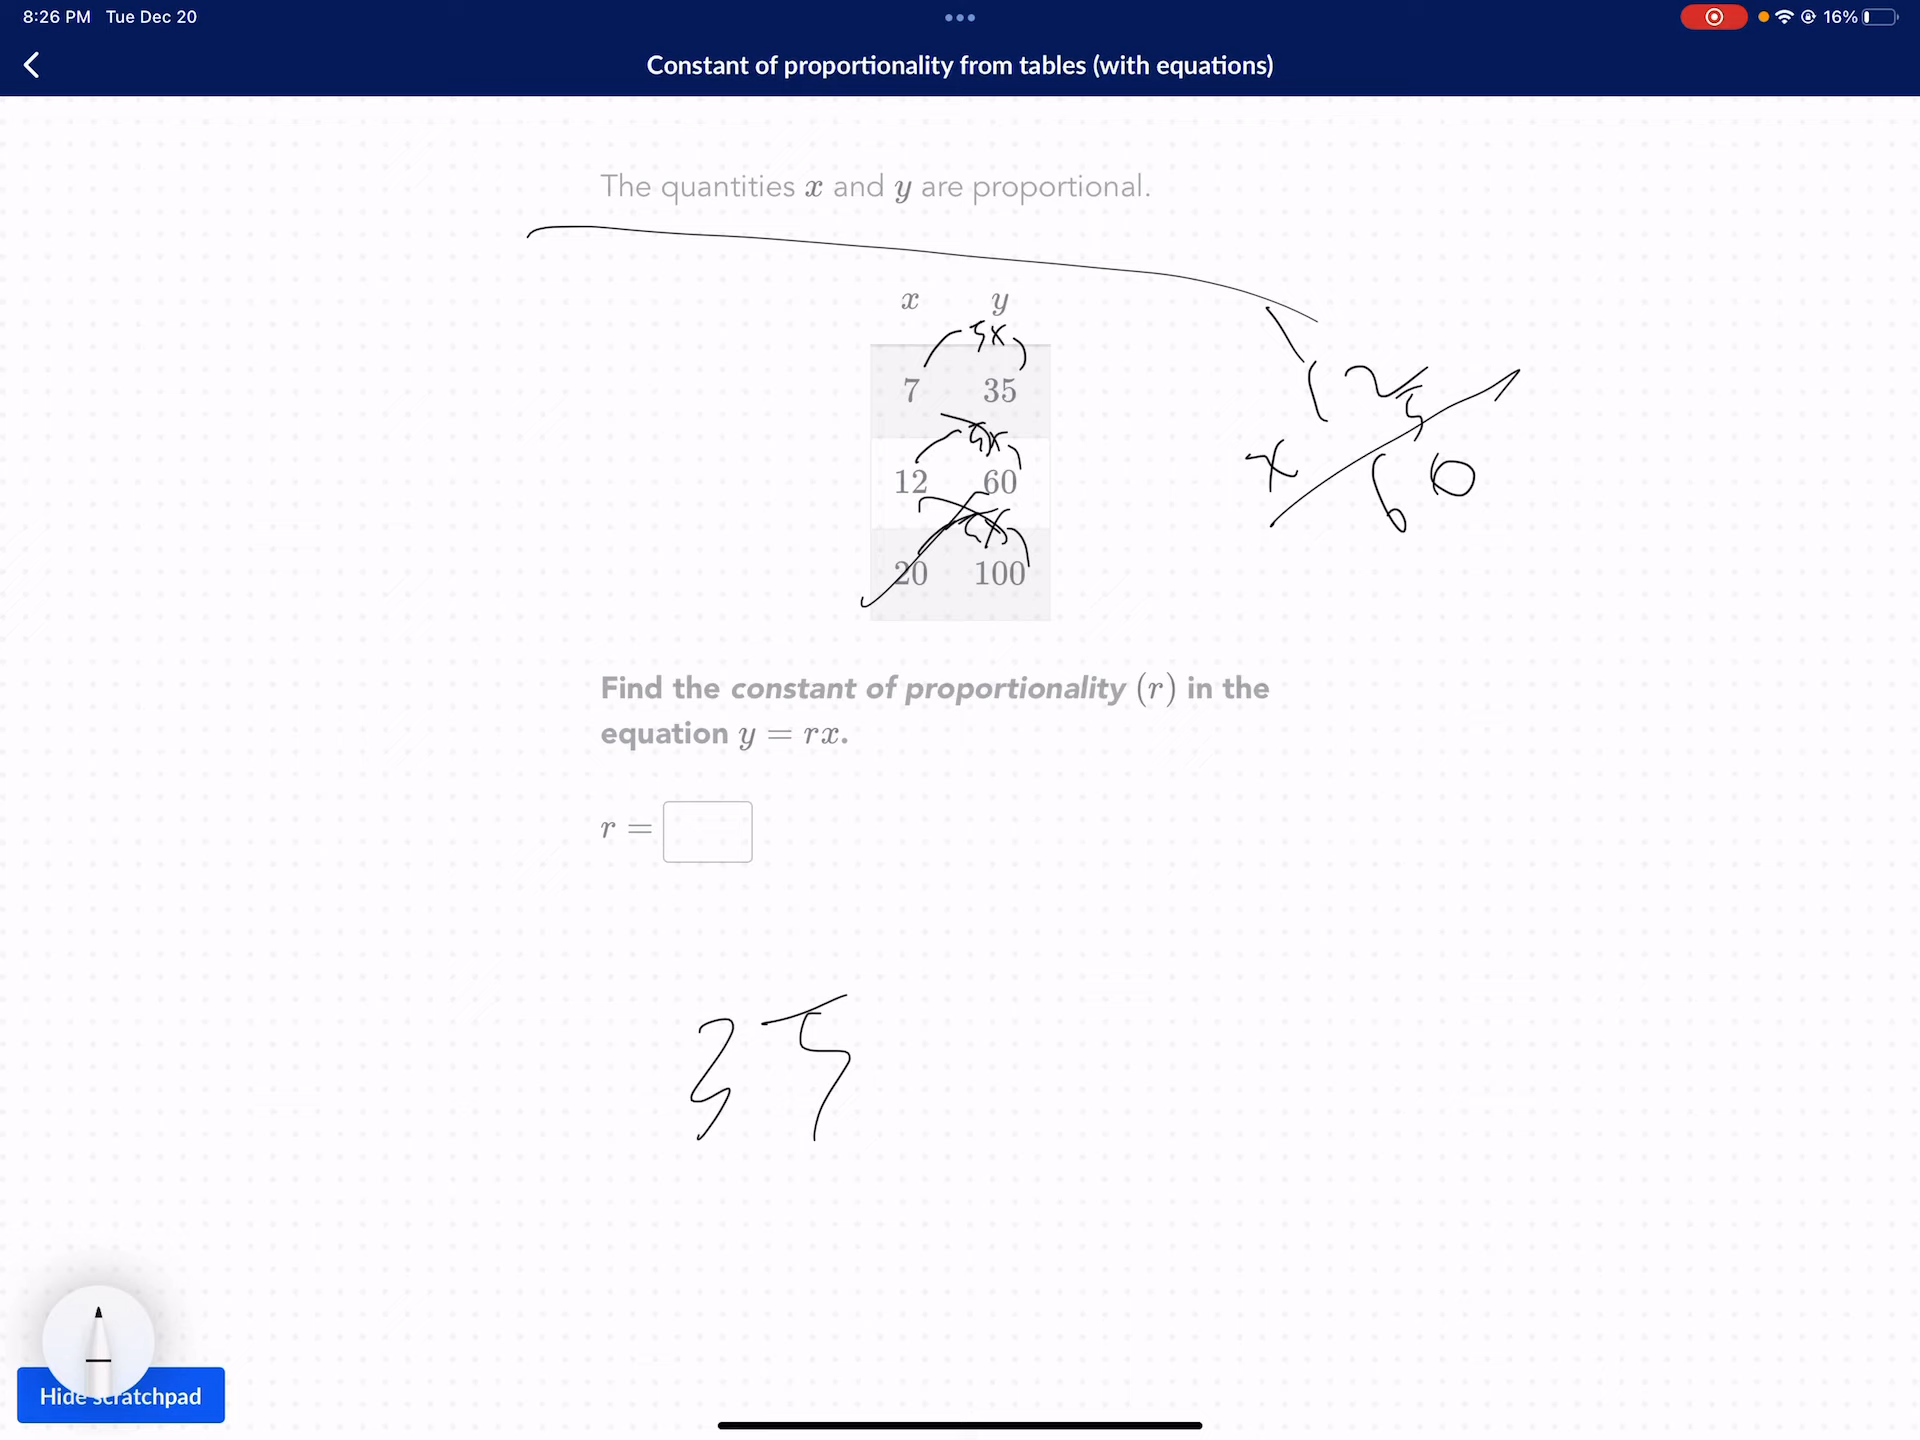 8:26 PM Tue Dec 20
16%
Constant of proportionality from tables (with equations)
The quantities x and y are proportional.
x y
5x
7 35
5x
12 60
5x
20 100
12
5
x 60
Find the constant of proportionality (r) in the
equation y = rx.
r =
35
Hide scratchpad